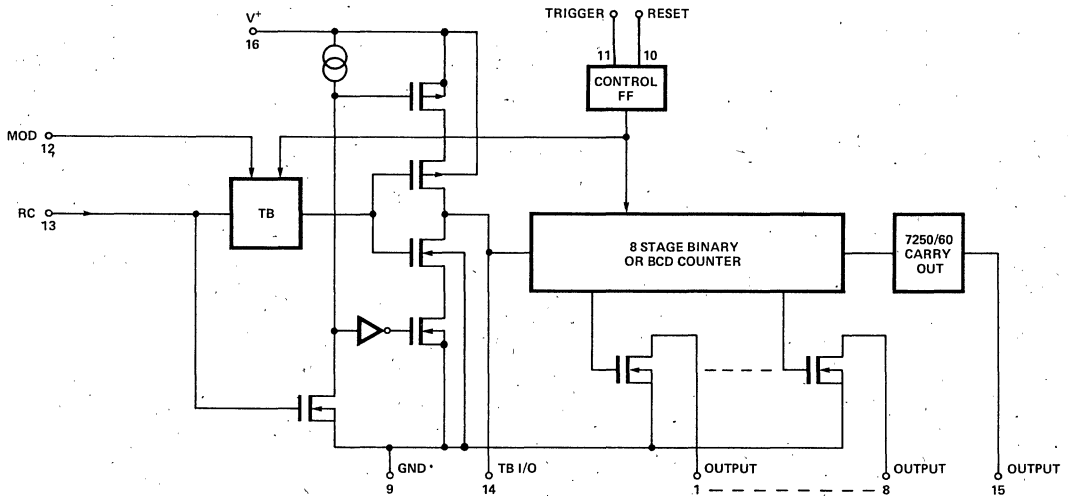 V+
16
TRIGGER
RESET
11
10
CONTROL
FF
MOD
12
RC
13
TB
8 STAGE BINARY
OR BCD COUNTER
7250/60
CARRY
OUT
GND
9
TB I/O
14
OUTPUT
1
OUTPUT
8
OUTPUT
15